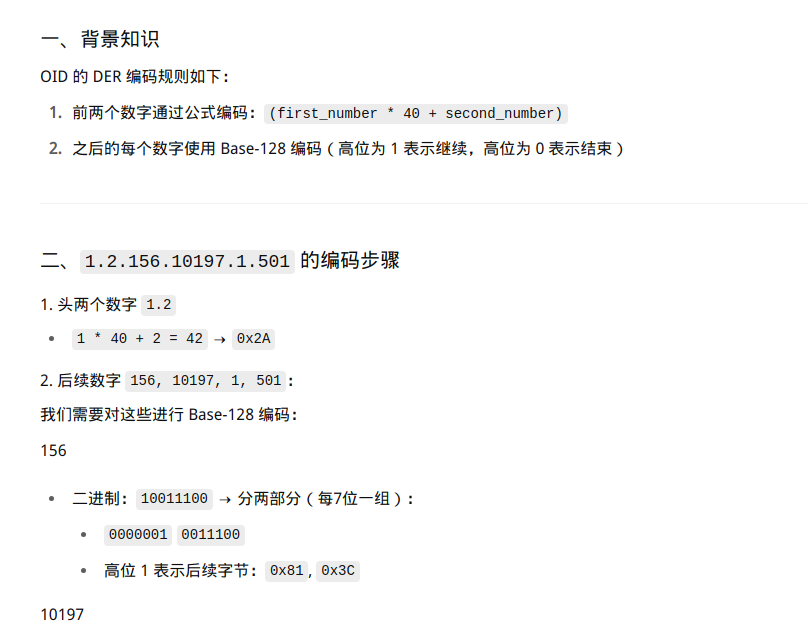 一、背景知识
OID 的 DER 编码规则如下：
1. 前两个数字通过公式编码：(first_number * 40 + second_number)
2. 之后的每个数字使用 Base-128 编码（高位为 1 表示继续，高位为 0 表示结束）
二、1.2.156.10197.1.501 的编码步骤
1. 头两个数字 1.2
• 1 * 40 + 2 = 42 → 0x2A
2. 后续数字 156, 10197, 1, 501：
我们需要对这些进行 Base-128 编码：
156
• 二进制：10011100 → 分两部分（每7位一组）：
• 0000001 0011100
• 高位 1 表示后续字节：0x81, 0x3C
10197